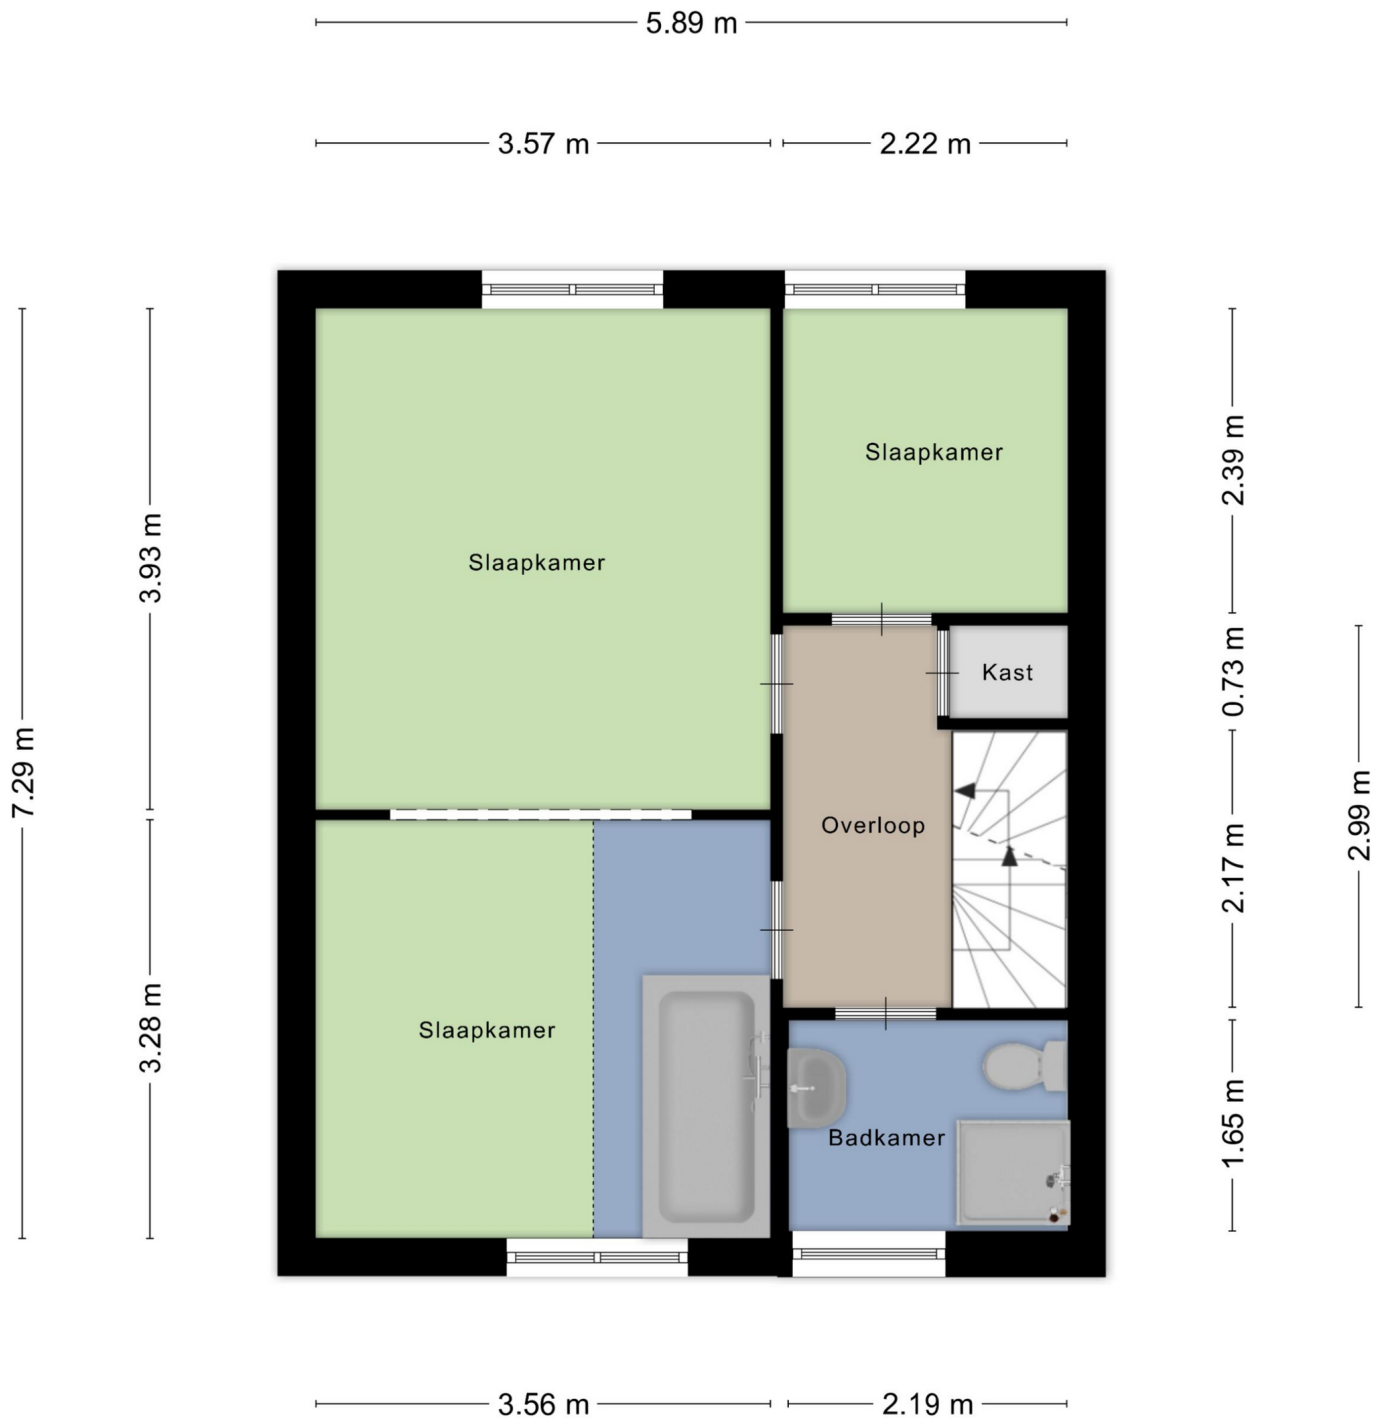 5.89 m
3.57 m
2.22 m
7.29 m
3.93 m
3.28 m
Slaapkamer
Slaapkamer
Kast
Overloop
Slaapkamer
Badkamer
2.39 m
0.73 m
2.17 m
1.65 m
2.99 m
3.56 m
2.19 m